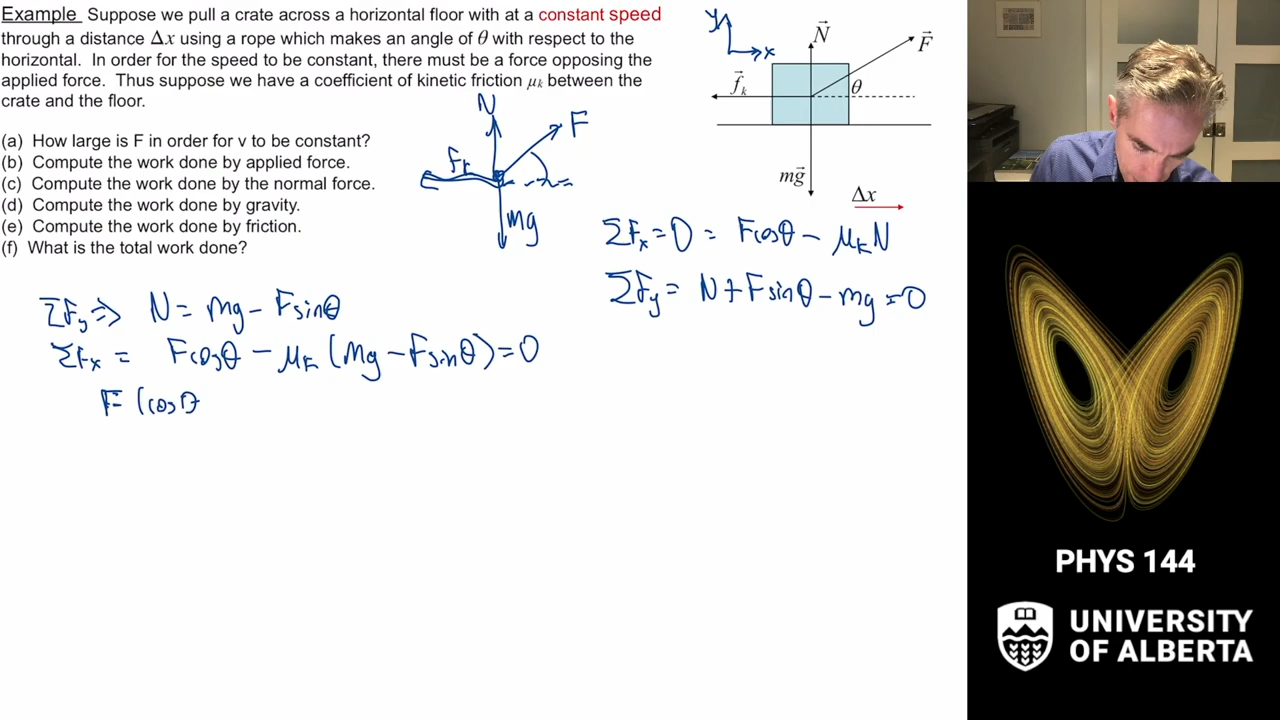 Example Suppose we pull a crate across a horizontal floor with at a constant speed
through a distance Δx using a rope which makes an angle of θ with respect to the
horizontal. In order for the speed to be constant, there must be a force opposing the
applied force. Thus suppose we have a coefficient of kinetic friction μk between the
crate and the floor.
(a) How large is F in order for v to be constant?
(b) Compute the work done by applied force.
(c) Compute the work done by the normal force.
(d) Compute the work done by gravity.
(e) Compute the work done by friction.
(f) What is the total work done?
N
F
fk
mg
y
x
N⃗
F⃗
f⃗k
θ
mg⃗
Δx
ΣFx = 0 = Fcosθ - μkN
ΣFy = N + Fsinθ - mg = 0
ΣFy ⇒ N = mg - Fsinθ
ΣFx = Fcosθ - μk(mg - Fsinθ) = 0
F (cosθ
PHYS 144
UNIVERSITY
OF ALBERTA